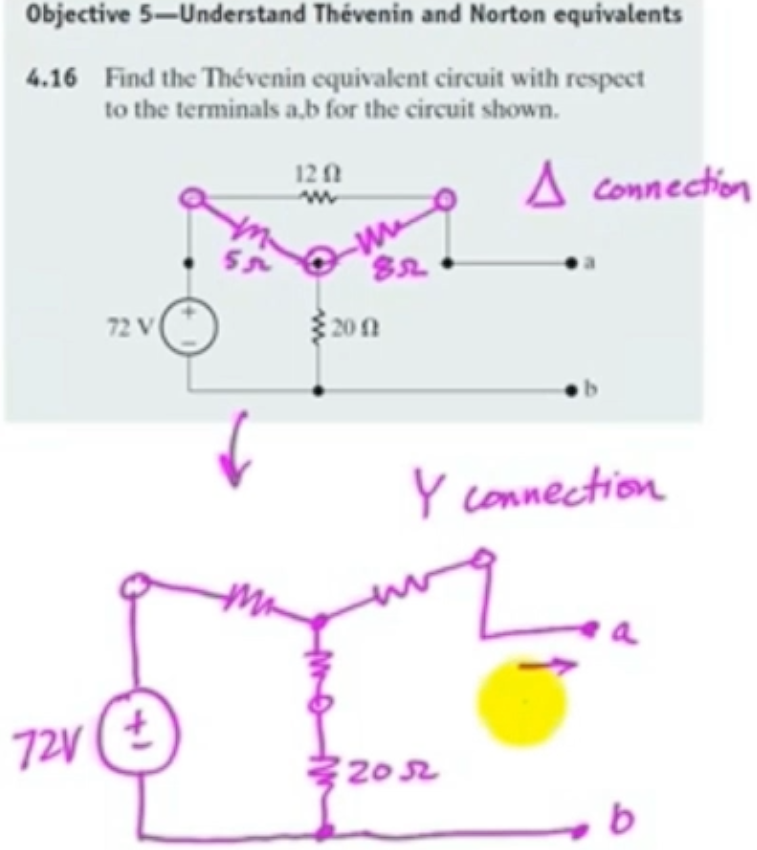 Objective 5—Understand Thévenin and Norton equivalents
4.16 Find the Thévenin equivalent circuit with respect
to the terminals a,b for the circuit shown.
12 Ω
Δ connection
5Ω
8Ω
a
72 V
+
−
20 Ω
b
Y connection
a
72V
+
−
20Ω
b